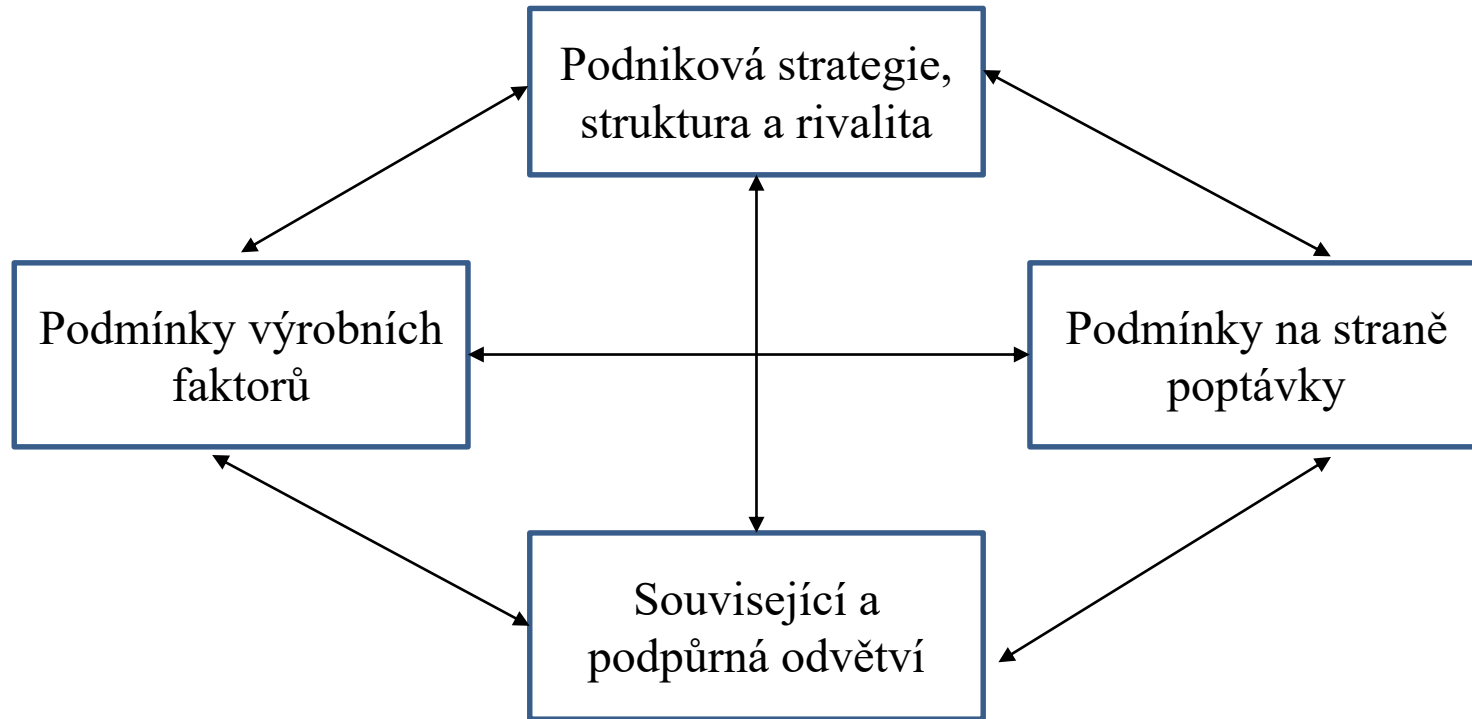 Podniková strategie,
struktura a rivalita
Podmínky výrobních
faktorů
Podmínky na straně
poptávky
Související a
podpůrná odvětví